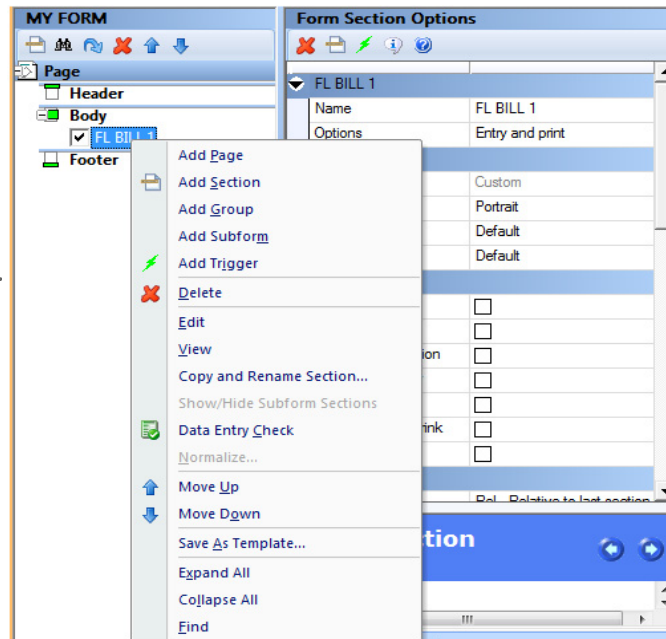 MY FORM
Page
Header
Body
FL BILL 1
Footer
Add Page
Add Section
Add Group
Add Subform
Add Trigger
Delete
Edit
View
Copy and Rename Section...
Show/Hide Subform Sections
Data Entry Check
Normalize...
Move Up
Move Down
Save As Template...
Expand All
Collapse All
Find
Form Section Options
FL BILL 1
Name FL BILL 1
Options Entry and print
Custom
Portrait
Default
Default
ion
rink
Rel - Relative to last section
ction